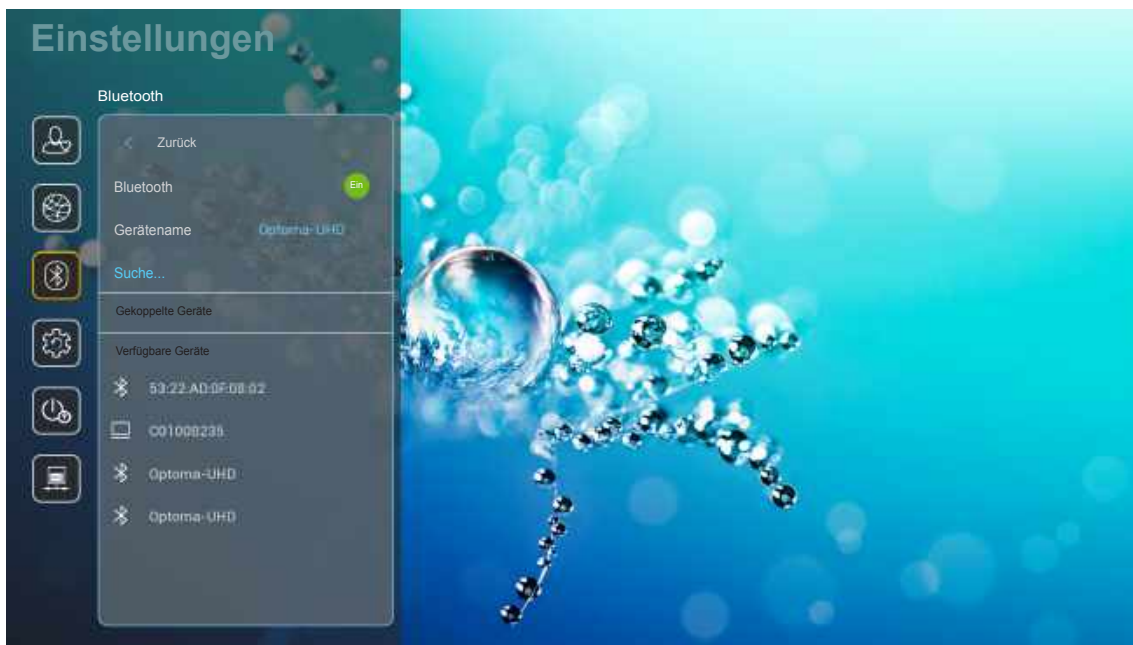 Einstellungen
Bluetooth
Zurück
Bluetooth Ein
Gerätename Optoma-UHD
Suche...
Gekoppelte Geräte
Verfügbare Geräte
53:22:AD:0F:08:02
C01008235
Optoma-UHD
Optoma-UHD